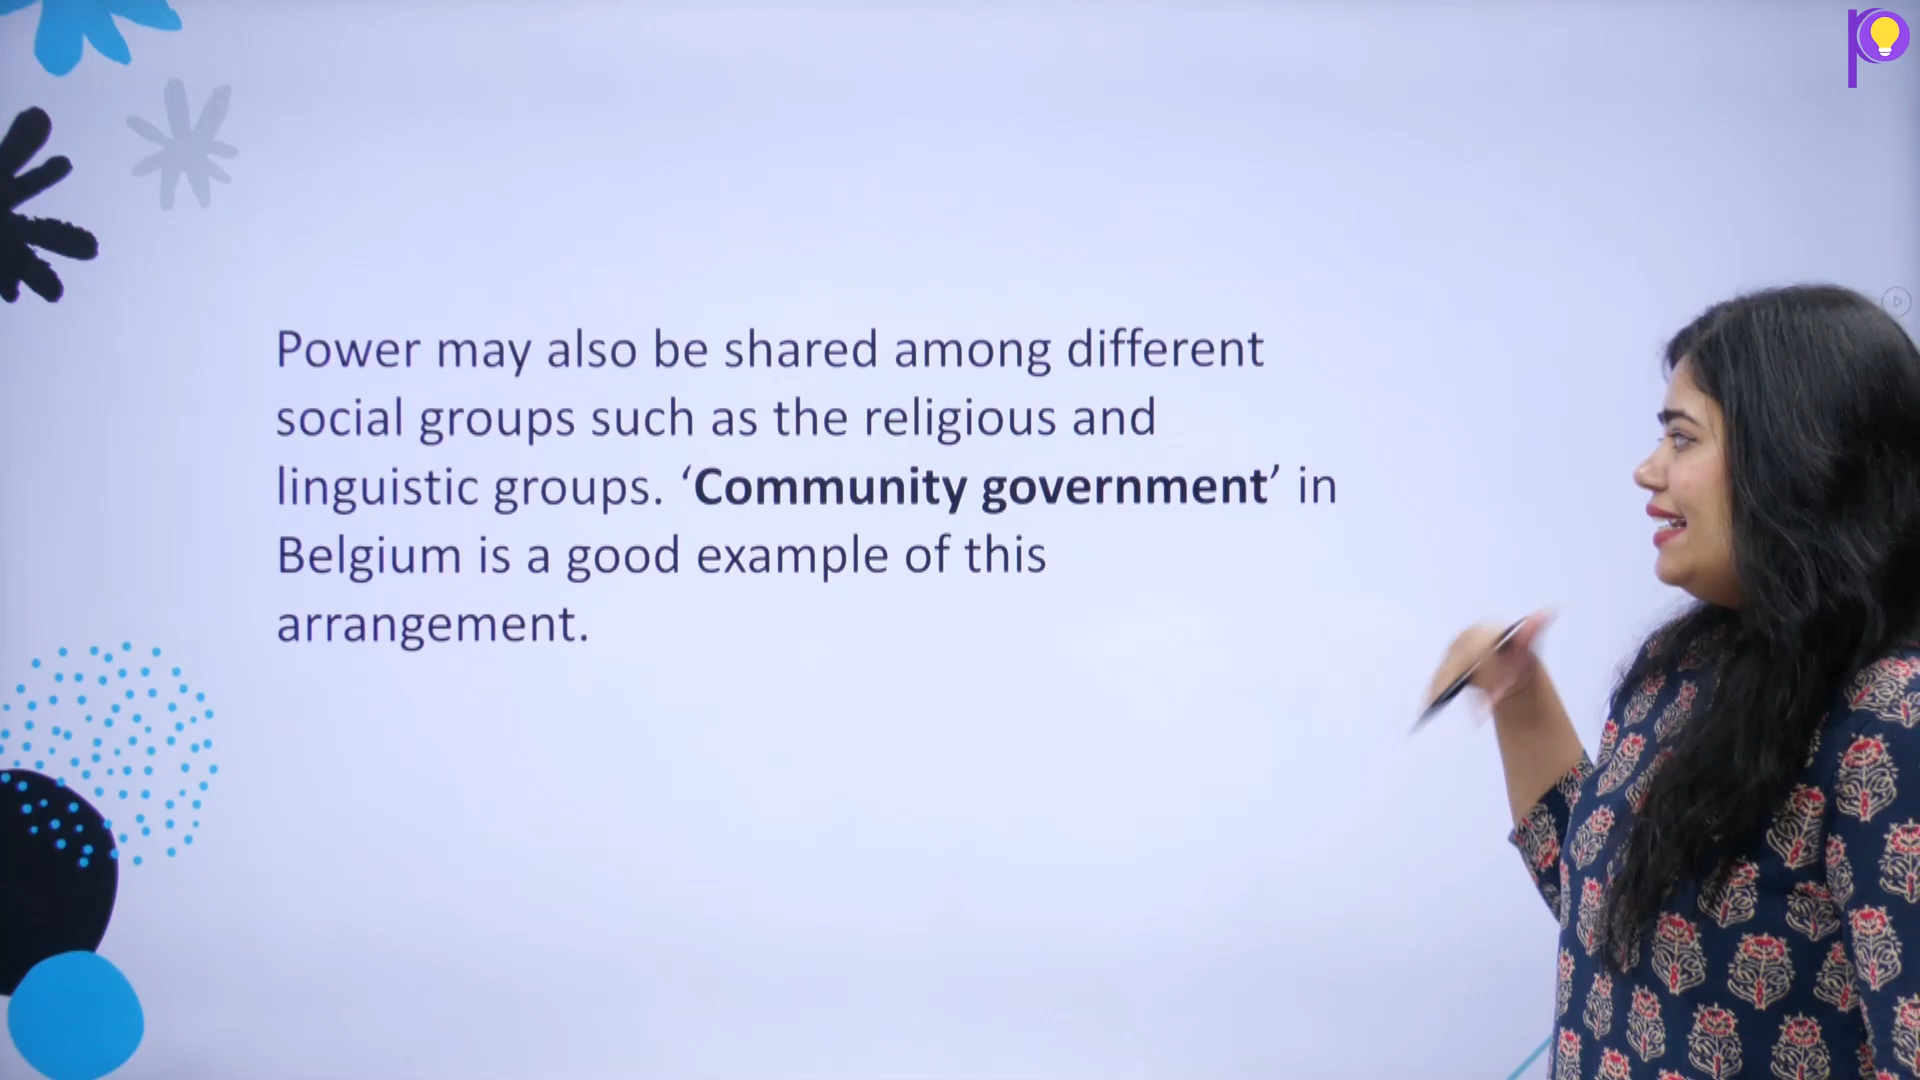 Power may also be shared among different
social groups such as the religious and
linguistic groups. ‘Community government’ in
Belgium is a good example of this
arrangement.